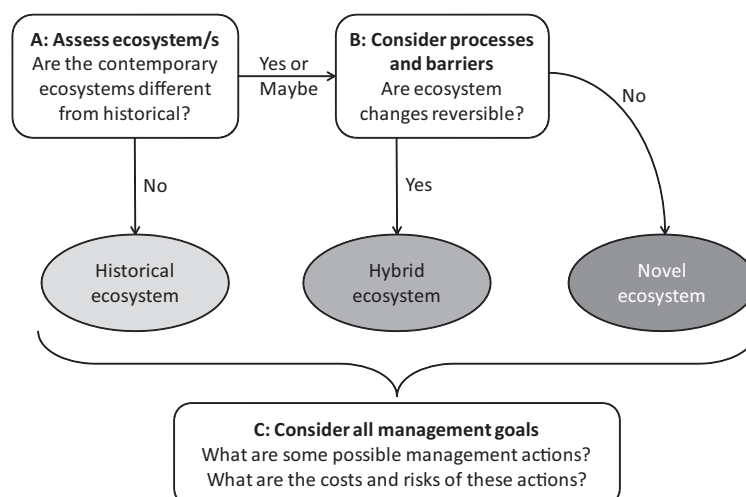 A: Assess ecosystem/s
Are the contemporary
ecosystems different
from historical?
Yes or
Maybe
B: Consider processes
and barriers
Are ecosystem
changes reversible?
No
No
Yes
Historical
ecosystem
Hybrid
ecosystem
Novel
ecosystem
C: Consider all management goals
What are some possible management actions?
What are the costs and risks of these actions?